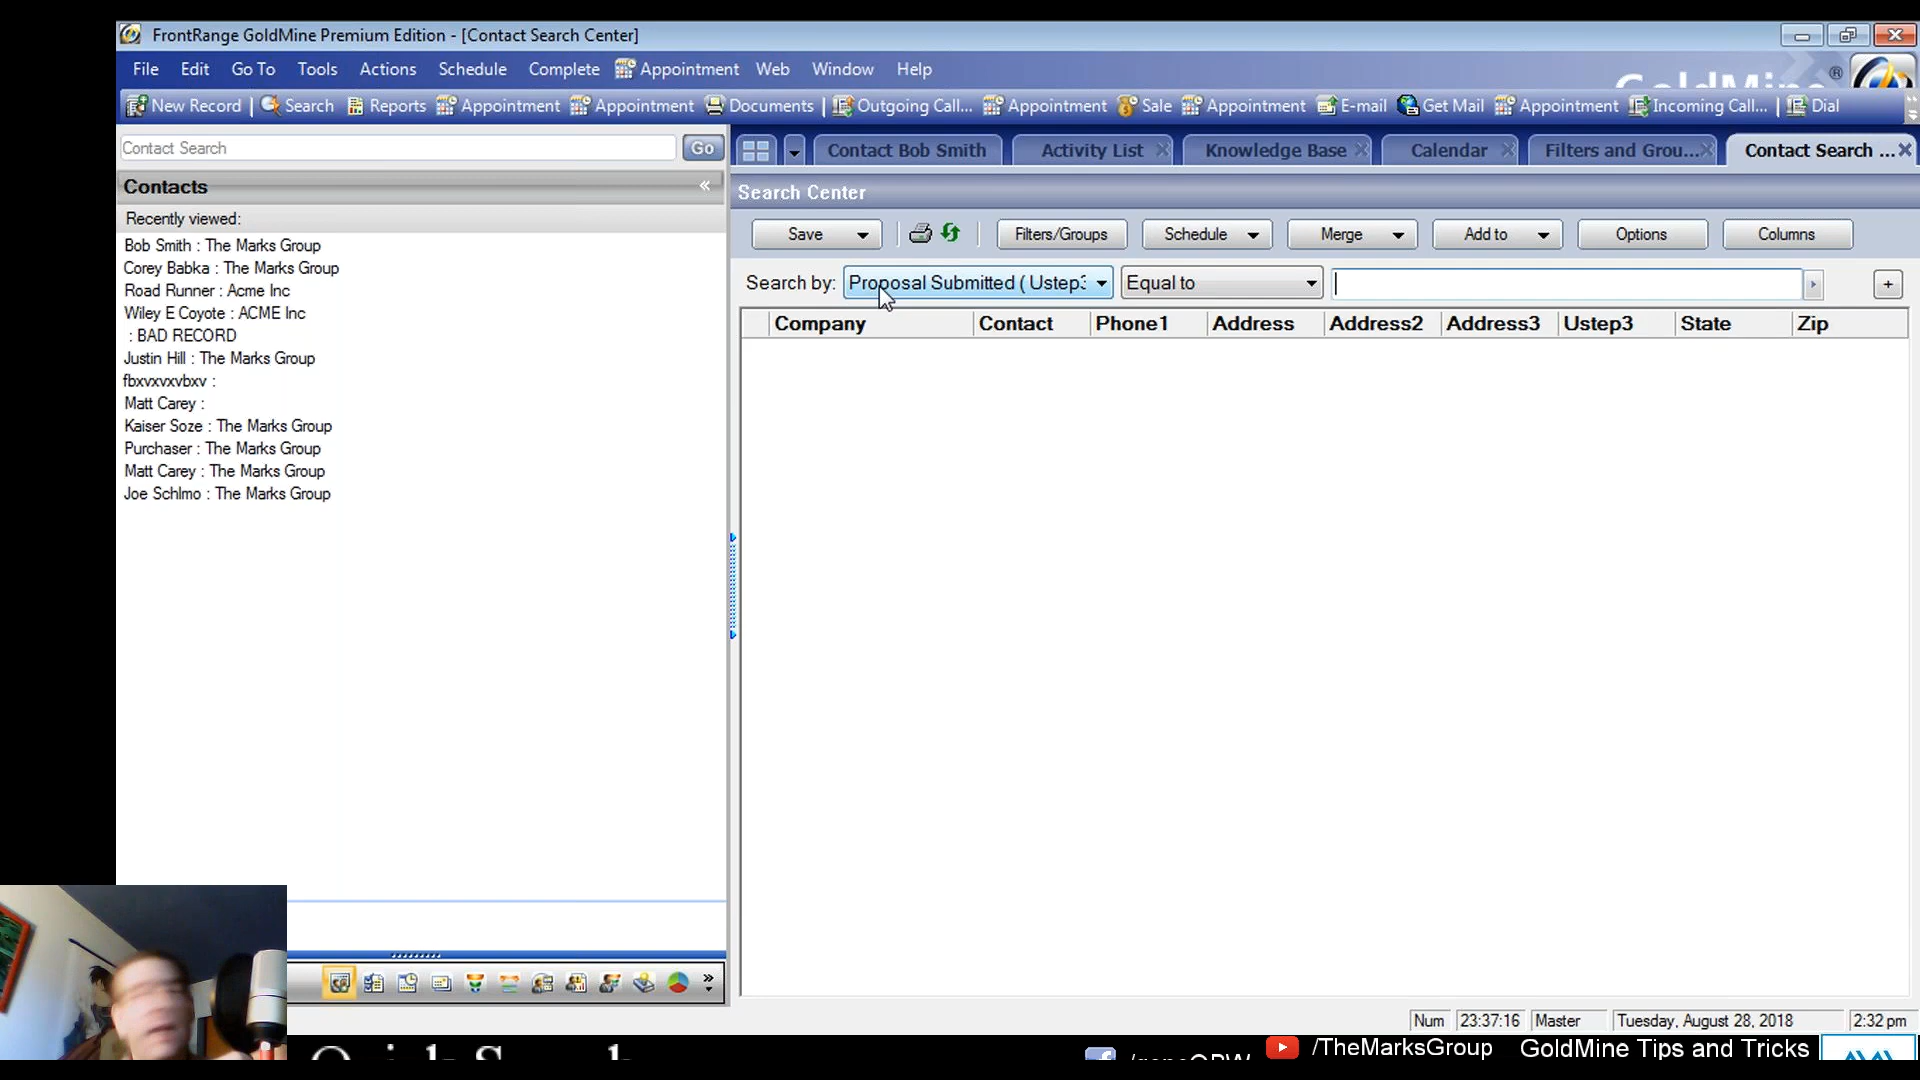 FrontRange GoldMine Premium Edition - [Contact Search Center]
File Edit Go To Tools Actions Schedule Complete Appointment Web Window Help
GoldMine ®
New Record Search Reports Appointment Appointment Documents Outgoing Call... Appointment Sale Appointment E-mail Get Mail Appointment Incoming Call... Dial
Contact Search Go
Contact Bob Smith Activity List Knowledge Base Calendar Filters and Grou... Contact Search ...
Contacts
Recently viewed:
Bob Smith : The Marks Group
Corey Babka : The Marks Group
Road Runner : Acme Inc
Wiley E Coyote : ACME Inc
: BAD RECORD
Justin Hill : The Marks Group
fbxvxvxvbxv :
Matt Carey :
Kaiser Soze : The Marks Group
Purchaser : The Marks Group
Matt Carey : The Marks Group
Joe Schlmo : The Marks Group
Search Center
Save Filters/Groups Schedule Merge Add to Options Columns
Search by: Proposal Submitted ( Ustep3 Equal to +
Company Contact Phone1 Address Address2 Address3 Ustep3 State Zip
Num 23:37:16 Master Tuesday, August 28, 2018 2:32 pm
/TheMarksGroup GoldMine Tips and Tricks